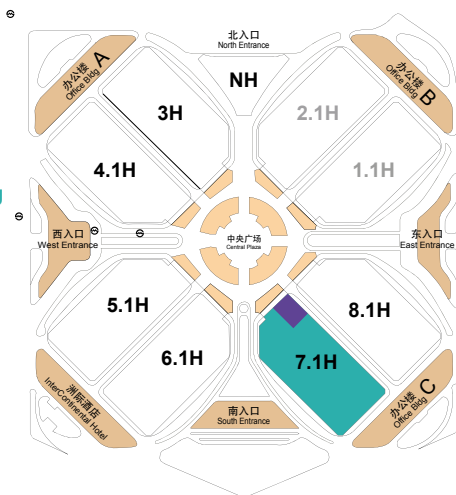 北入口
North Entrance
办公楼 A
Office Bldg
NH
办公楼 B
Office Bldg
3H
2.1H
4.1H
1.1H
西入口
West Entrance
中央广场
Central Plaza
东入口
East Entrance
5.1H
8.1H
6.1H
7.1H
洲际酒店
InterContinental Hotel
南入口
South Entrance
办公楼 C
Office Bldg